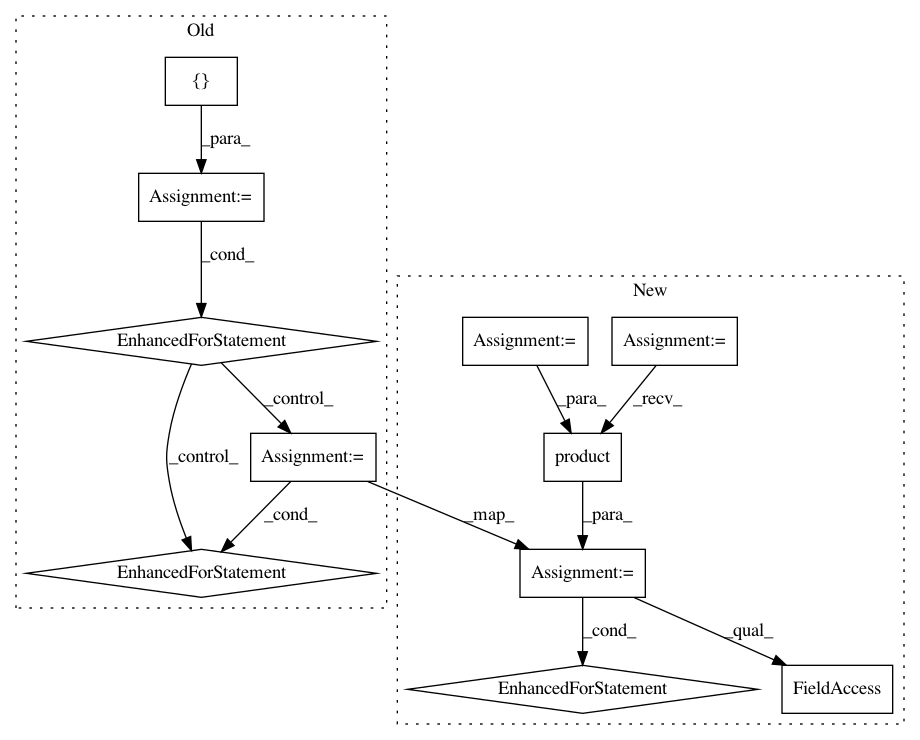 Old
{}
_para_
Assignment:=
_cond_
New
EnhancedForStatement
Assignment:=
Assignment:=
_control_
_para_
_recv_
_control_
Assignment:=
product
_cond_
_map_
_para_
EnhancedForStatement
Assignment:=
_cond_
_qual_
EnhancedForStatement
FieldAccess